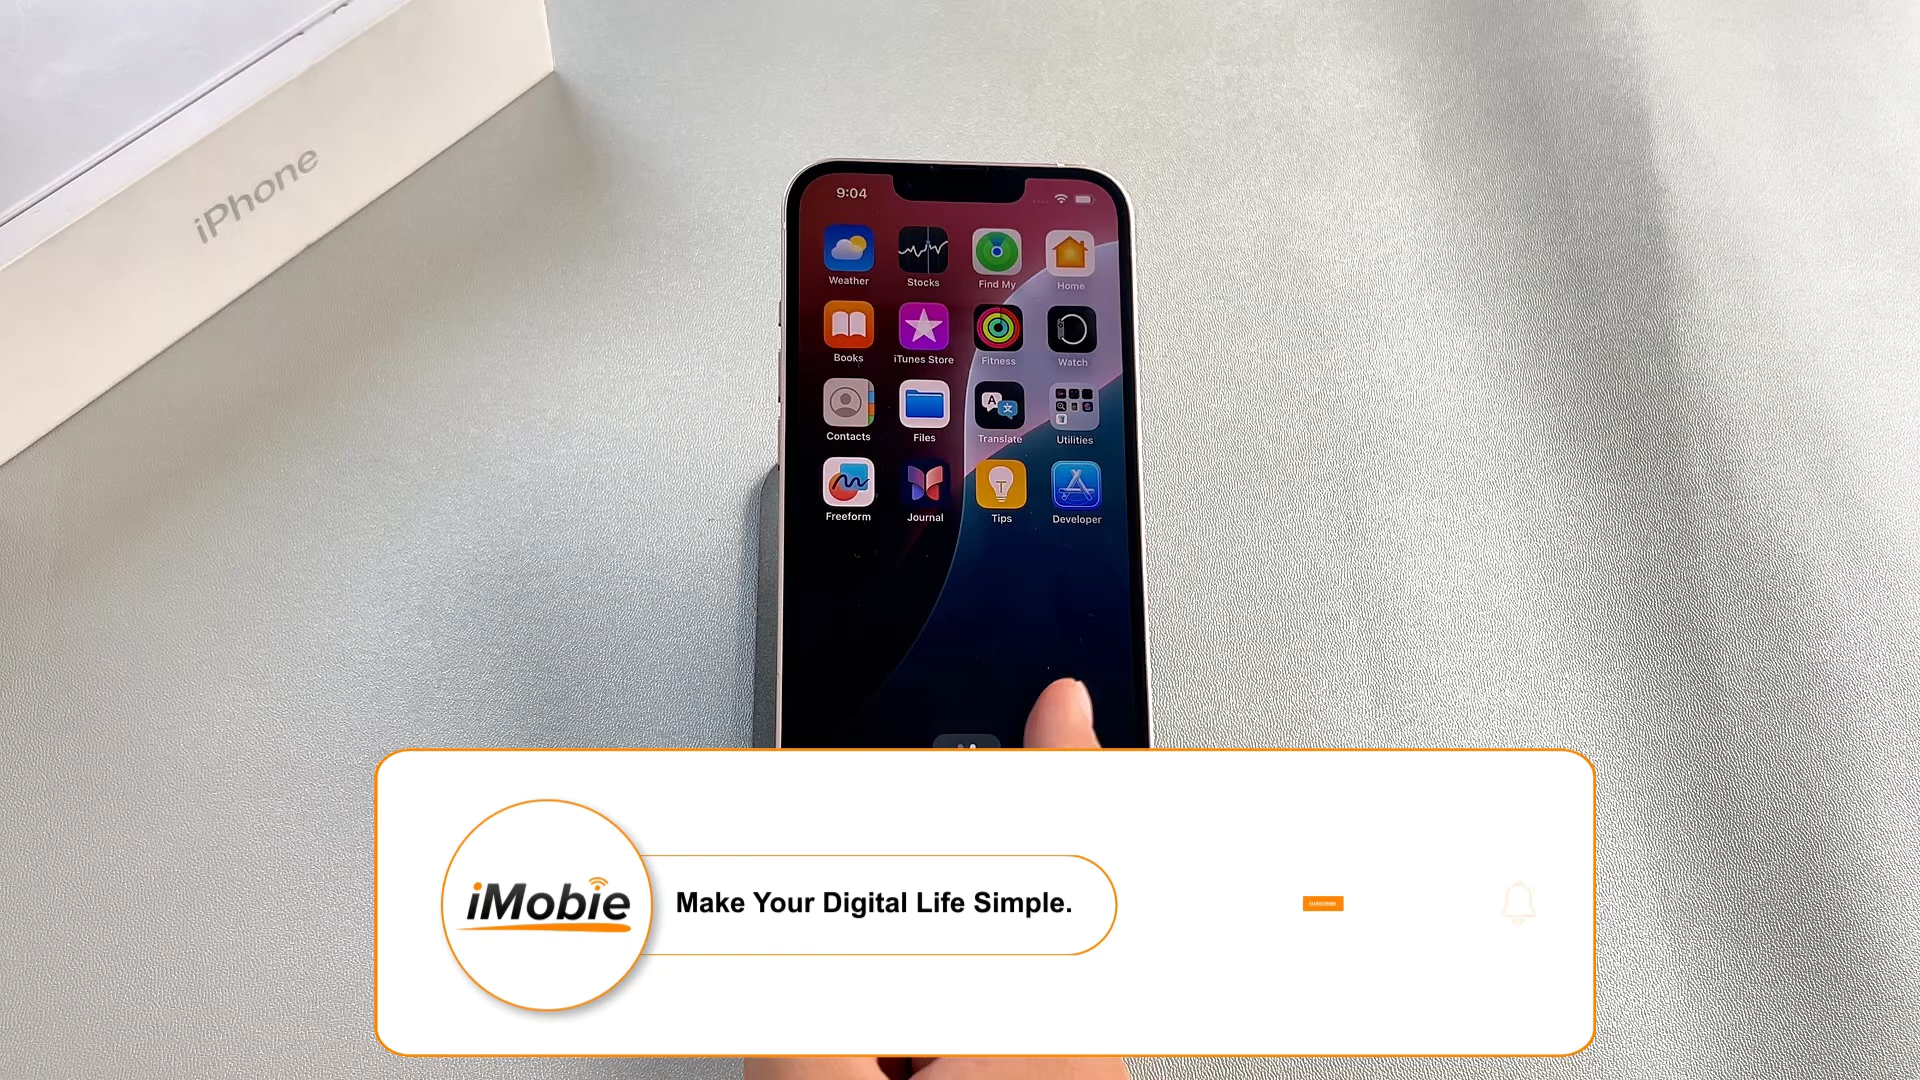 iPhone
9:04
Weather Stocks Find My Home
Books iTunes Store Fitness Watch
Contacts Files Translate Utilities
Freeform Journal Tips Developer
iMobie
Make Your Digital Life Simple.
SUBSCRIBE